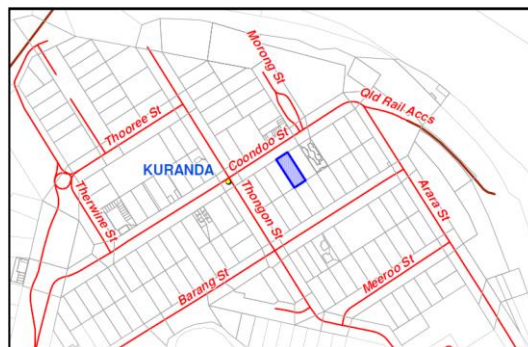 Morong St
Qld Rail Accs
Thooree St
Coondoo St
KURANDA
Therwine St
Thongon St
Arara St
Barang St
Meeroo St